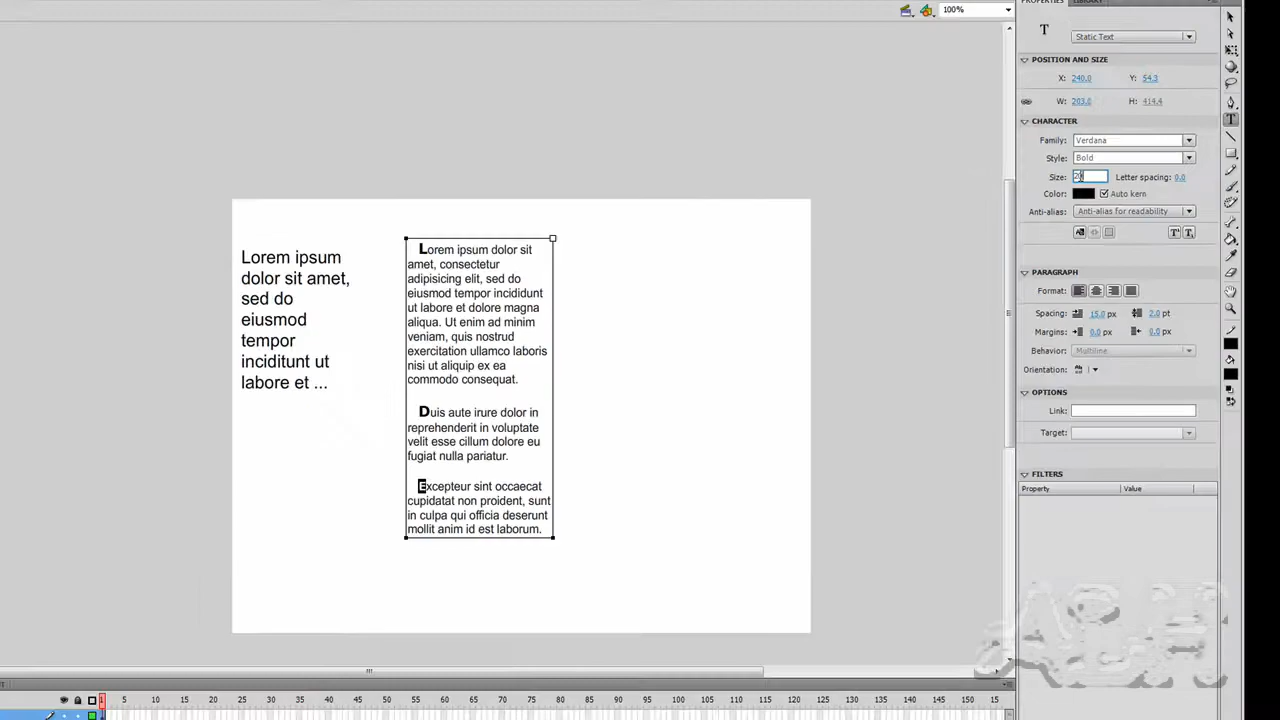 PROPERTIES LIBRARY
100%
T Static Text
POSITION AND SIZE
X: 240.0 Y: 54.3
W: 203.0 H: 414.4
CHARACTER
Family: Verdana
Style: Bold
Size: Letter spacing: 0.0
Color: Auto kern
Anti-alias: Anti-alias for readability
PARAGRAPH
Format:
Spacing: 15.0 px 2.0 pt
Margins: 0.0 px 0.0 px
Behavior: Multiline
Orientation:
OPTIONS
Link:
Target:
FILTERS
Property Value
Lorem ipsum
dolor sit amet,
sed do
eiusmod
tempor
inciditunt ut
labore et ...
Lorem ipsum dolor sit
amet, consectetur
adipisicing elit, sed do
eiusmod tempor incididunt
ut labore et dolore magna
aliqua. Ut enim ad minim
veniam, quis nostrud
exercitation ullamco laboris
nisi ut aliquip ex ea
commodo consequat.
Duis aute irure dolor in
reprehenderit in voluptate
velit esse cillum dolore eu
fugiat nulla pariatur.
Excepteur sint occaecat
cupidatat non proident, sunt
in culpa qui officia deserunt
mollit anim id est laborum.
1 5 10 15 20 25 30 35 40 45 50 55 60 65 70 75 80 85 90 95 100 105 110 115 120 125 130 135 140 145 150 15